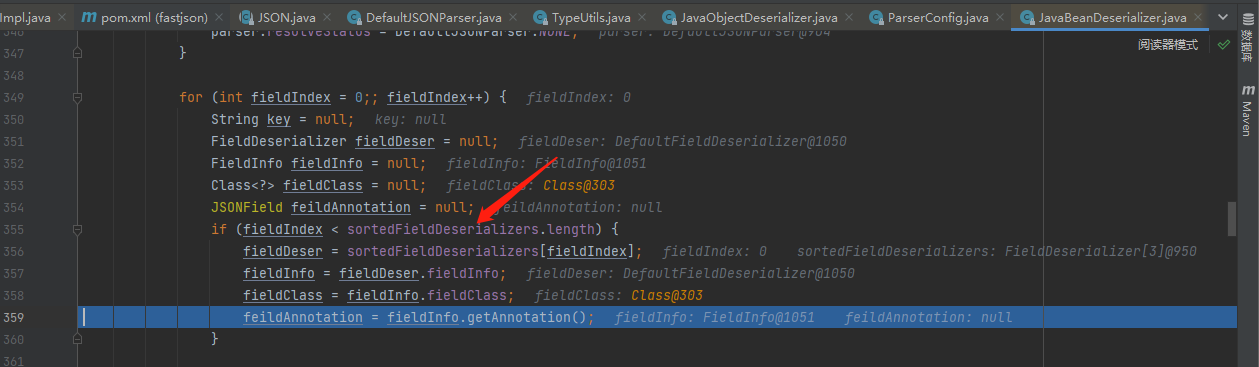 Impl.java pom.xml (fastjson) JSON.java DefaultJSONParser.java TypeUtils.java JavaObjectDeserializer.java ParserConfig.java JavaBeanDeserializer.java
数据库
阅读器模式
Maven
346 parser.resolveStatus = DefaultJSONParser.NONE; parser: DefaultJSONParser@964
347 }
348
349 for (int fieldIndex = 0;; fieldIndex++) { fieldIndex: 0
350 String key = null; key: null
351 FieldDeserializer fieldDeser = null; fieldDeser: DefaultFieldDeserializer@1050
352 FieldInfo fieldInfo = null; fieldInfo: FieldInfo@1051
353 Class<?> fieldClass = null; fieldClass: Class@303
354 JSONField feildAnnotation = null; feildAnnotation: null
355 if (fieldIndex < sortedFieldDeserializers.length) {
356 fieldDeser = sortedFieldDeserializers[fieldIndex]; fieldIndex: 0 sortedFieldDeserializers: FieldDeserializer[3]@950
357 fieldInfo = fieldDeser.fieldInfo; fieldDeser: DefaultFieldDeserializer@1050
358 fieldClass = fieldInfo.fieldClass; fieldClass: Class@303
359 feildAnnotation = fieldInfo.getAnnotation(); fieldInfo: FieldInfo@1051 feildAnnotation: null
360 }
361